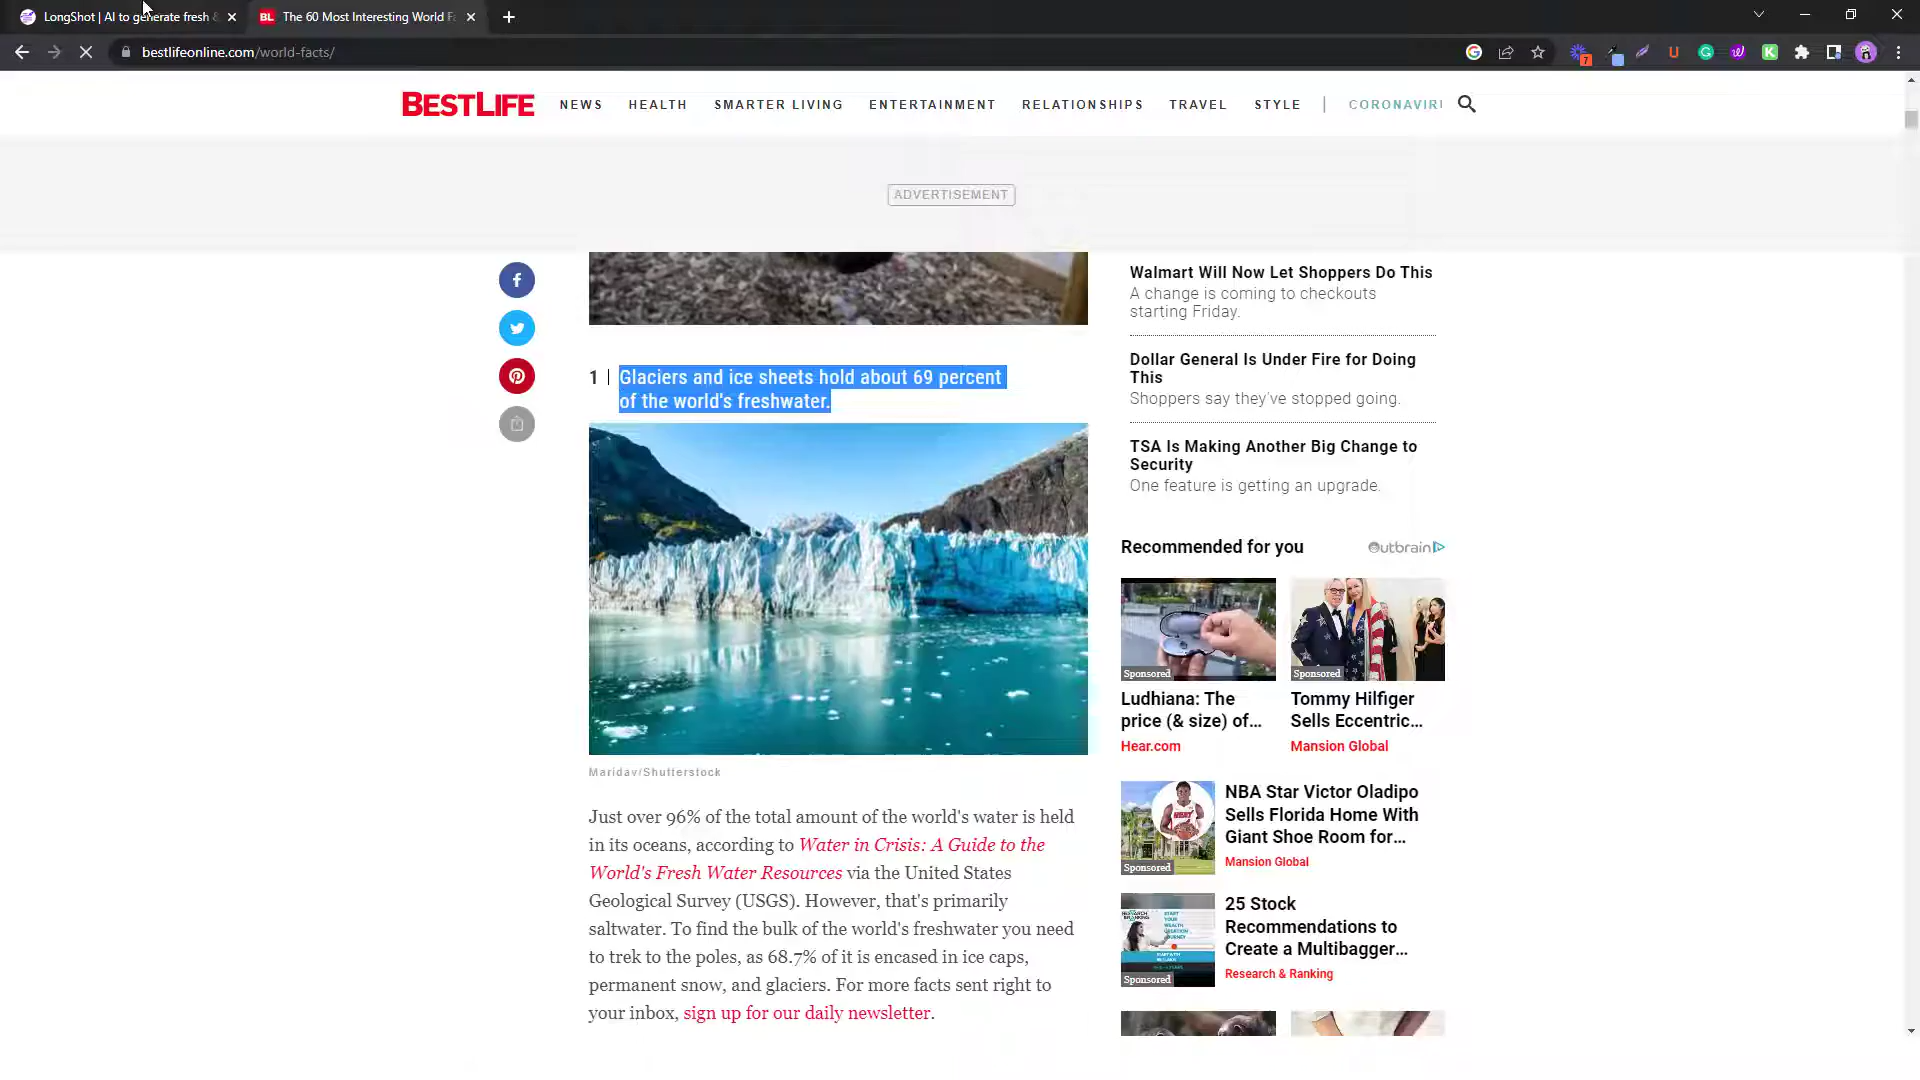 LongShot | AI to generate fresh &
BL The 60 Most Interesting World Fa
bestlifeonline.com/world-facts/
7
BESTLIFE NEWS HEALTH SMARTER LIVING ENTERTAINMENT RELATIONSHIPS TRAVEL STYLE | CORONAVIRU
ADVERTISEMENT
1 | Glaciers and ice sheets hold about 69 percent
of the world's freshwater.
Maridav/Shutterstock
Just over 96% of the total amount of the world's water is held
in its oceans, according to Water in Crisis: A Guide to the
World's Fresh Water Resources via the United States
Geological Survey (USGS). However, that's primarily
saltwater. To find the bulk of the world's freshwater you need
to trek to the poles, as 68.7% of it is encased in ice caps,
permanent snow, and glaciers. For more facts sent right to
your inbox, sign up for our daily newsletter.
Walmart Will Now Let Shoppers Do This
A change is coming to checkouts
starting Friday.
Dollar General Is Under Fire for Doing
This
Shoppers say they've stopped going.
TSA Is Making Another Big Change to
Security
One feature is getting an upgrade.
Recommended for you
Outbrain
Sponsored
Ludhiana: The
price (& size) of...
Hear.com
Sponsored
Tommy Hilfiger
Sells Eccentric...
Mansion Global
Sponsored
NBA Star Victor Oladipo
Sells Florida Home With
Giant Shoe Room for...
Mansion Global
Sponsored
25 Stock
Recommendations to
Create a Multibagger...
Research & Ranking